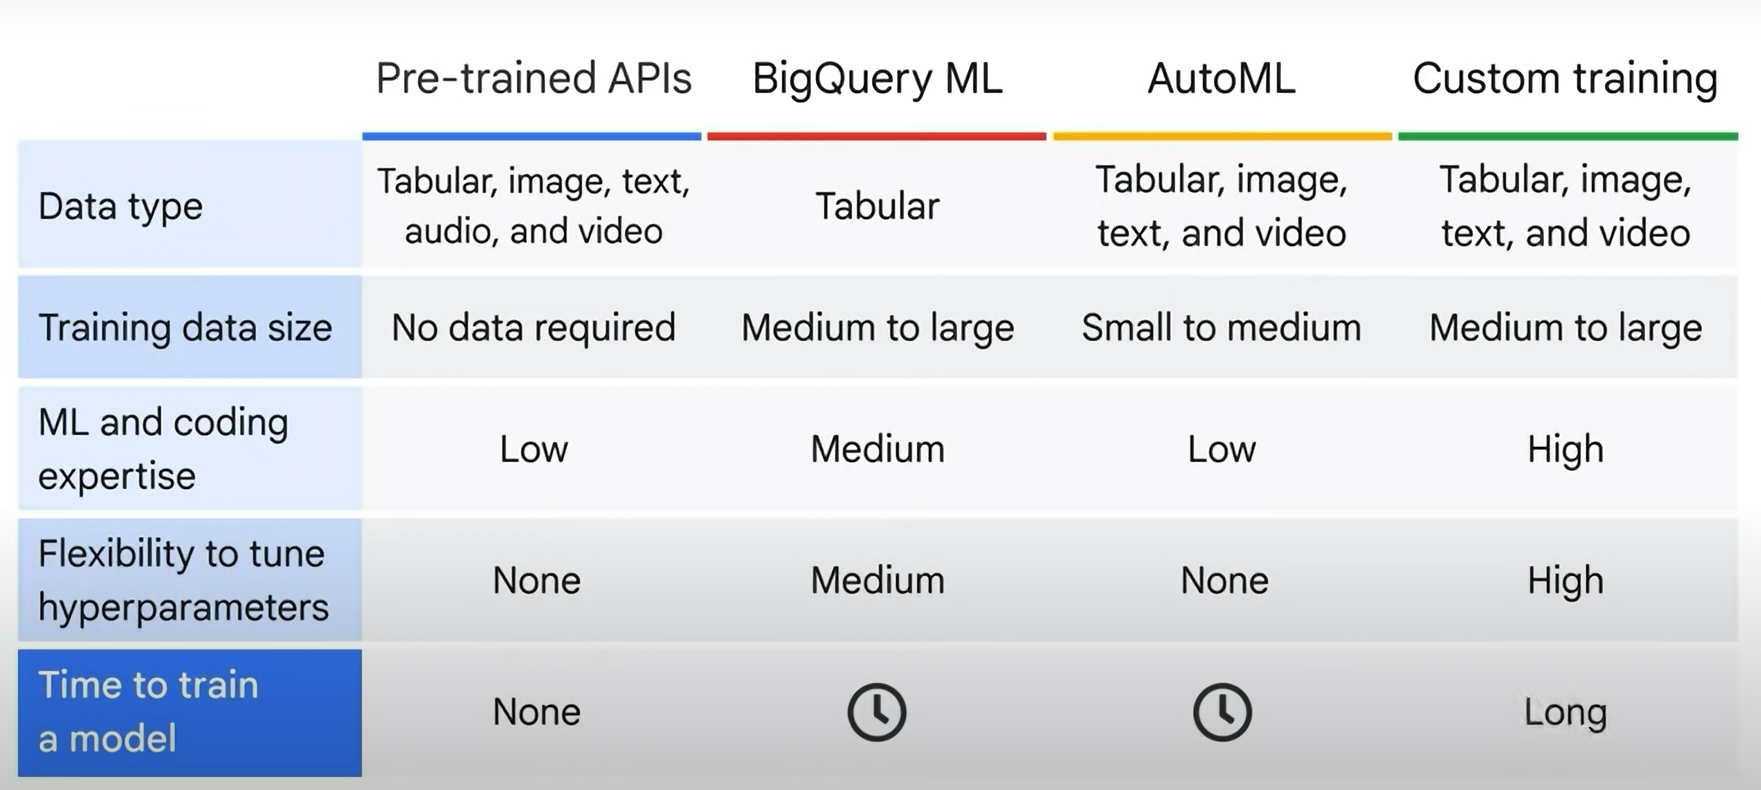 Pre-trained APIs BigQuery ML AutoML Custom training
Data type
Tabular, image, text,
audio, and video
Tabular
Tabular, image,
text, and video
Tabular, image,
text, and video
Training data size No data required Medium to large Small to medium Medium to large
ML and coding
expertise
Low Medium Low High
Flexibility to tune
hyperparameters
None Medium None High
Time to train
a model
None Long